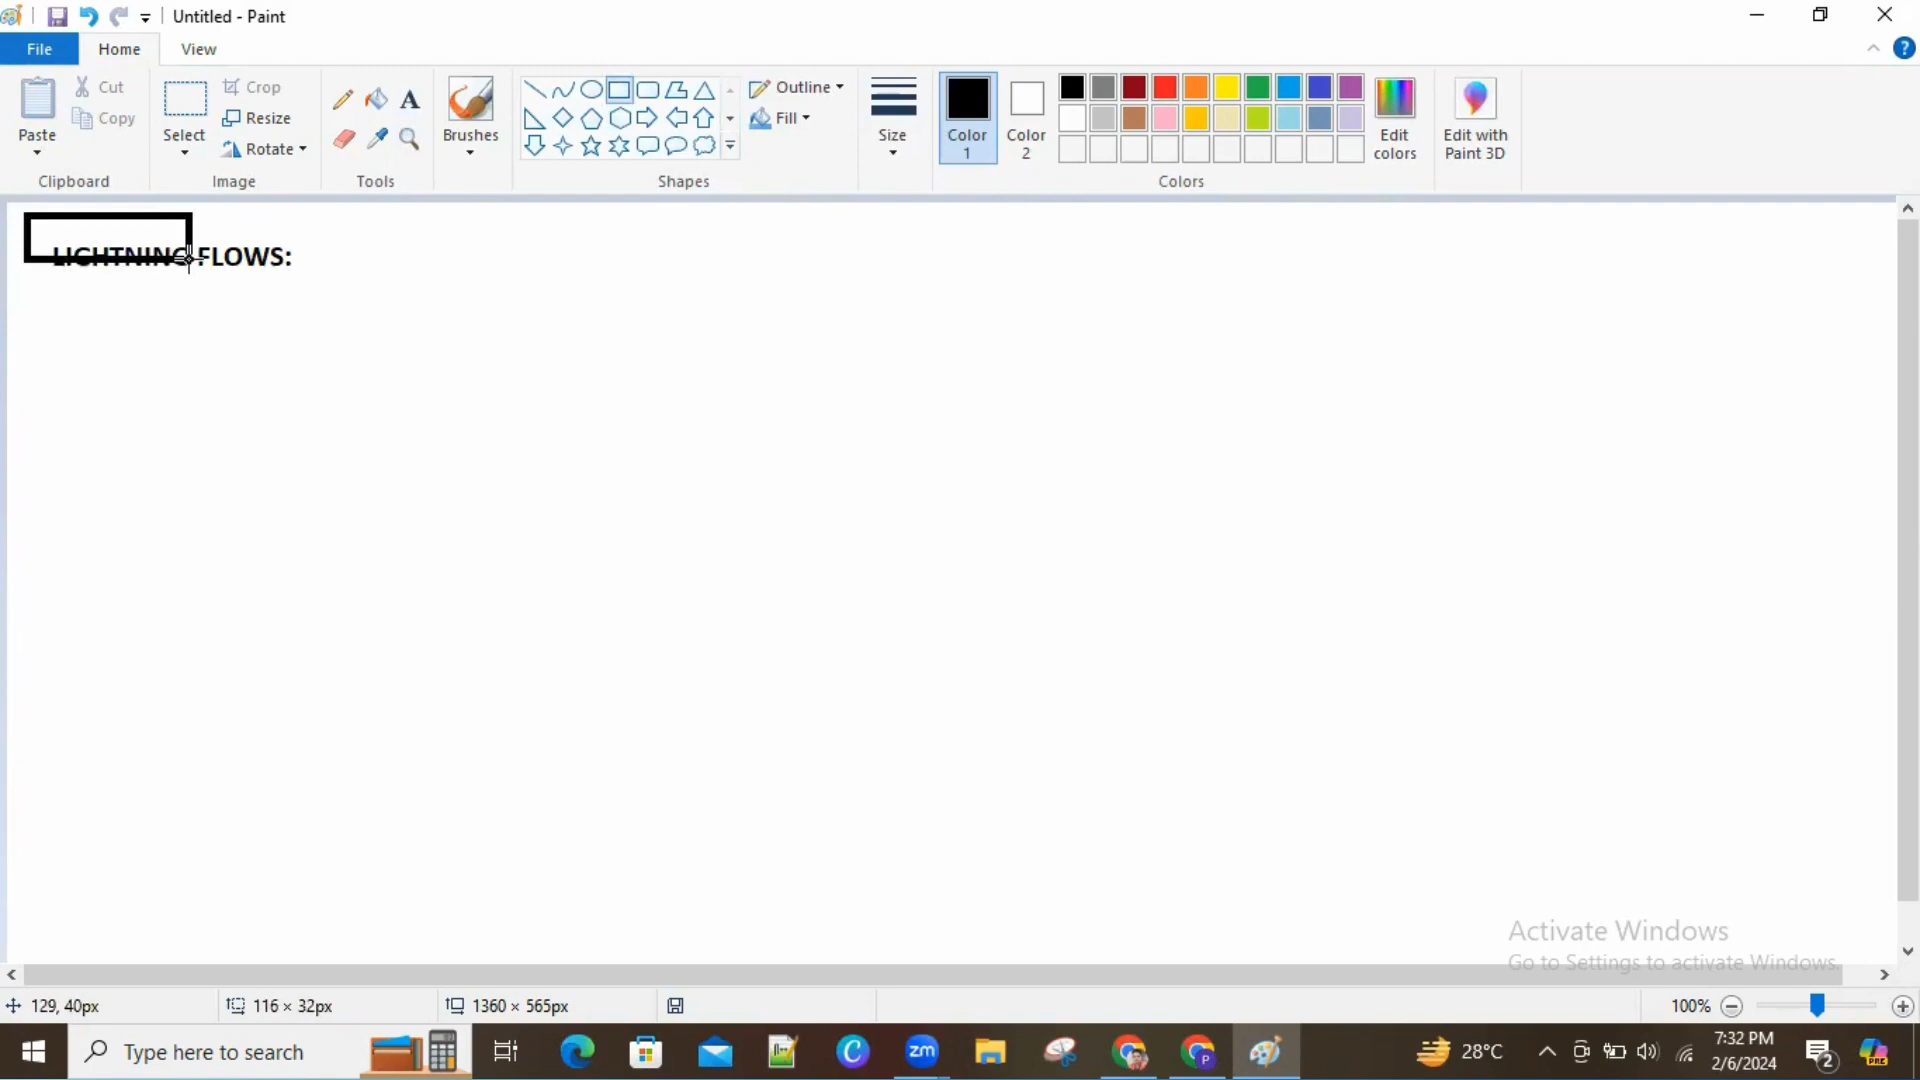 Untitled - Paint
File Home View
Paste
Cut
Copy
Clipboard
Select
Crop
Resize
Rotate
Image
Tools
Brushes
Outline
Fill
Shapes
Size
Color 1
Color 2
Colors
Edit colors
Edit with Paint 3D
LIGHTNING FLOWS:
Activate Windows
Go to Settings to activate Windows.
129, 40px 116 × 32px 1360 × 565px 100%
Type here to search
28°C
7:32 PM
2/6/2024
2